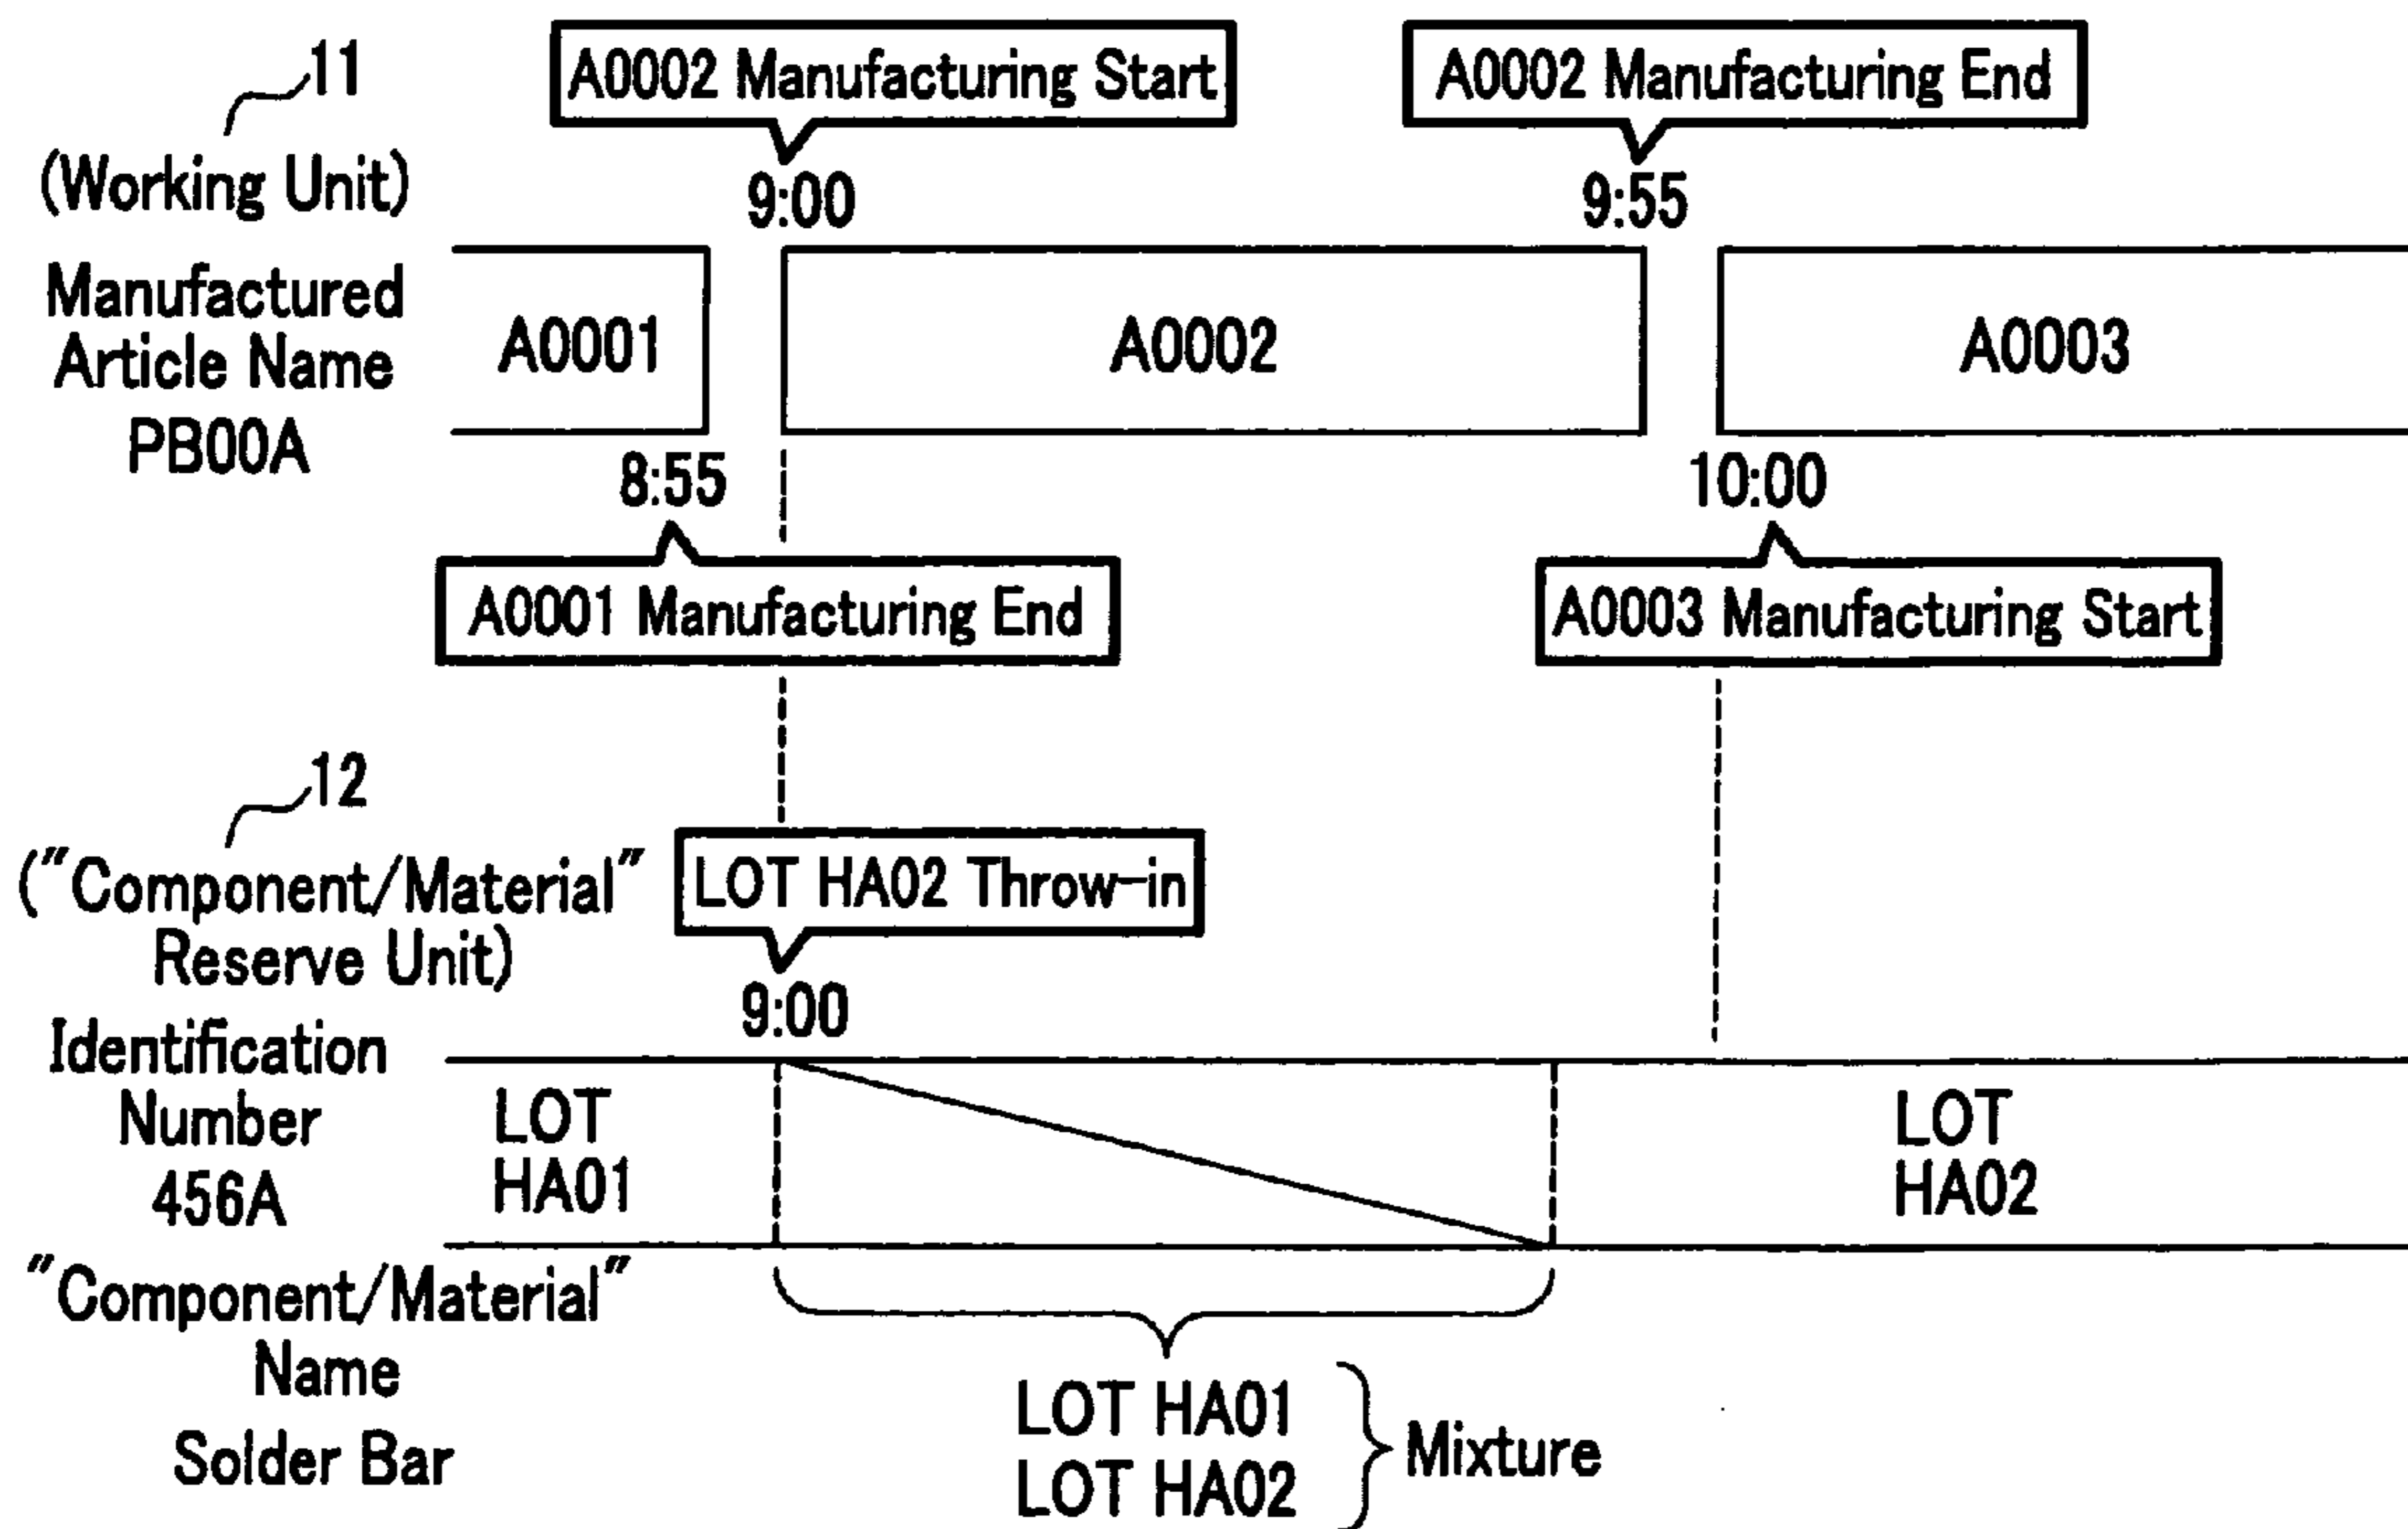 11
A0002 Manufacturing Start
A0002 Manufacturing End
(Working Unit)
9:00
9:55
Manufactured
Article Name
PB00A
A0001
A0002
A0003
8:55
10:00
A0001 Manufacturing End
A0003 Manufacturing Start
12
("Component/Material"
Reserve Unit)
LOT HA02 Throw-in
9:00
Identification
Number
456A
LOT
HA01
LOT
HA02
"Component/Material"
Name
Solder Bar
LOT HA01
LOT HA02
Mixture